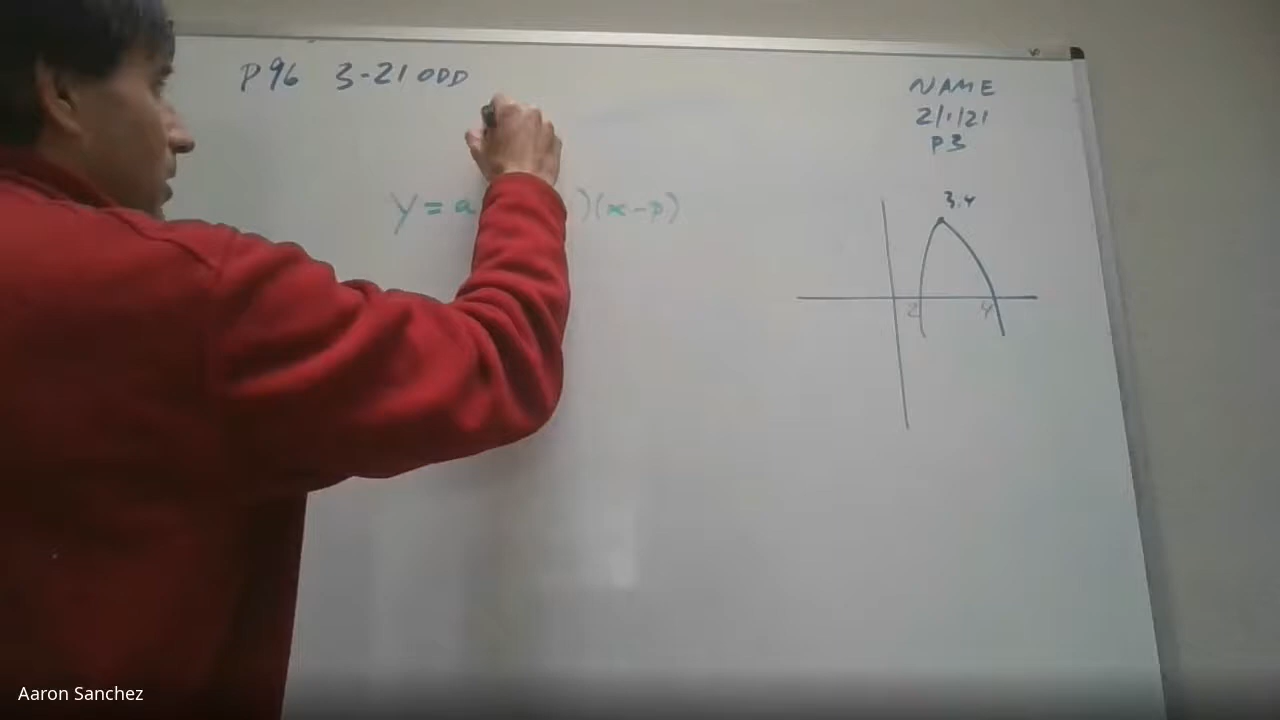 P96 3-21 ODD
NAME
2/1/21
P3
y = a )(x-p)
3,4
2 4
Aaron Sanchez